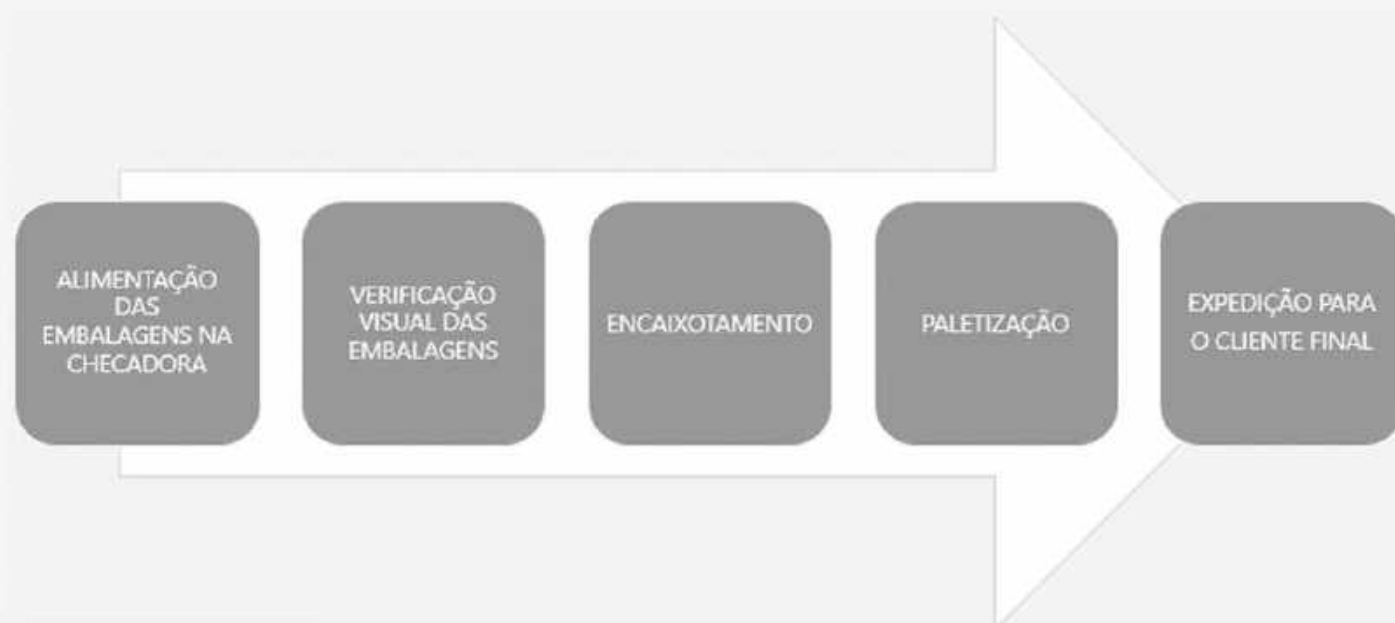 ALIMENTAÇÃO
DAS
EMBALAGENS NA
CHECADORA
VERIFICAÇÃO
VISUAL DAS
EMBALAGENS
ENCAIXOTAMENTO
PALETIZAÇÃO
EXPEDIÇÃO PARA
O CLIENTE FINAL